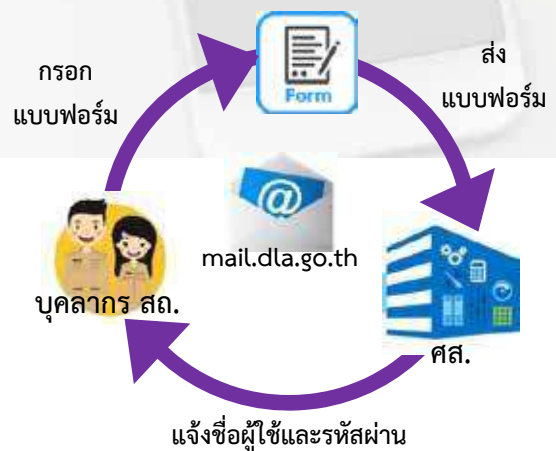 กรอก
แบบฟอร์ม
Form
ส่ง
แบบฟอร์ม
@
mail.dla.go.th
บุคลากร สถ.
ศส.
แจ้งชื่อผู้ใช้และรหัสผ่าน